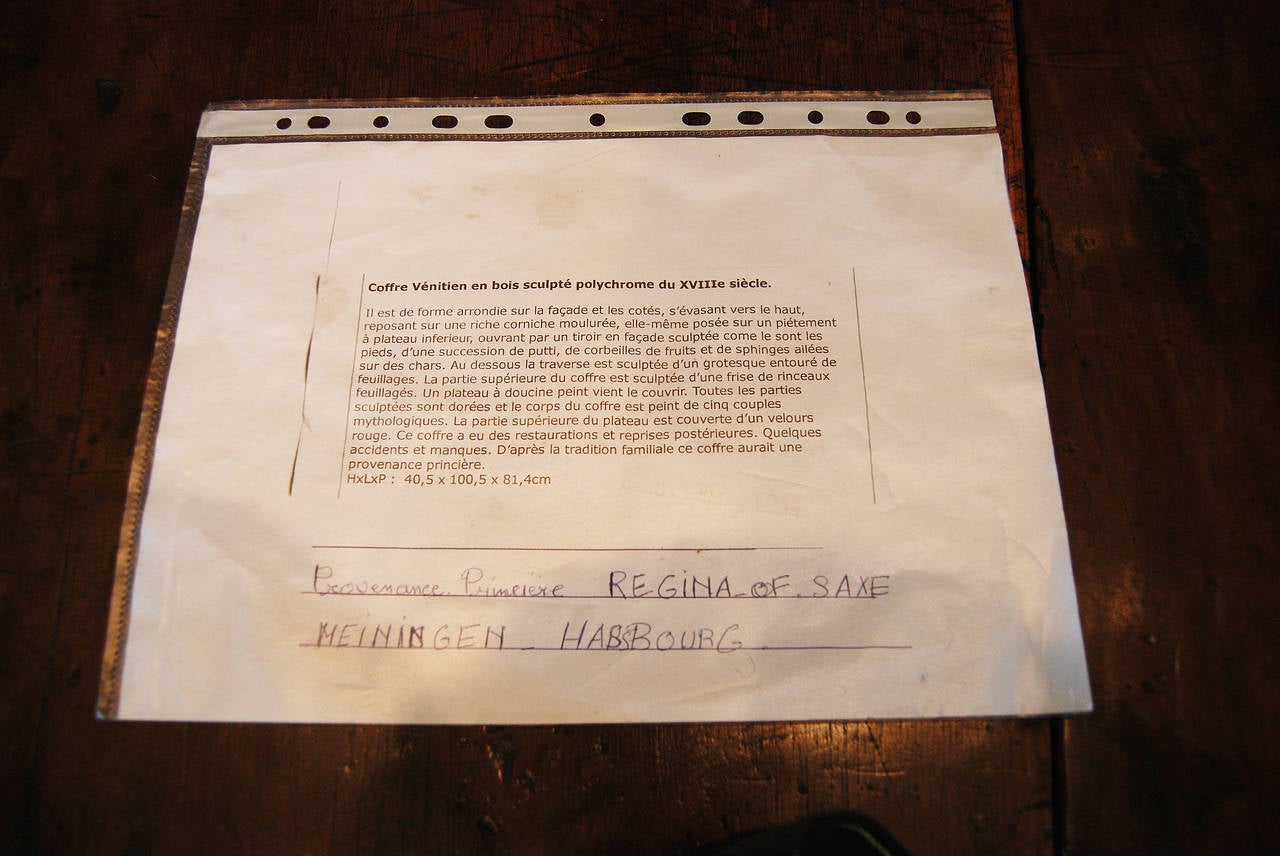 Coffre Vénitien en bois sculpté polychrome du XVIIIe siècle.
Il est de forme arrondie sur la façade et les cotés, s'évasant vers le haut,
reposant sur une riche corniche moulurée, elle-même posée sur un piétement
à plateau inferieur, ouvrant par un tiroir en façade sculptée come le sont les
pieds, d'une succession de putti, de corbeilles de fruits et de sphinges ailées
sur des chars. Au dessous la traverse est sculptée d'un grotesque entouré de
feuillages. La partie supérieure du coffre est sculptée d'une frise de rinceaux
feuillagés. Un plateau à doucine peint vient le couvrir. Toutes les parties
sculptées sont dorées et le corps du coffre est peint de cinq couples
mythologiques. La partie supérieure du plateau est couverte d'un velours
rouge. Ce coffre a eu des restaurations et reprises postérieures. Quelques
accidents et manques. D'après la tradition familiale ce coffre aurait une
provenance princière.
HxLxP : 40,5 x 100,5 x 81,4cm
Provenance Princière REGINA_OF. SAXE
MEININGEN _ HABSBOURG